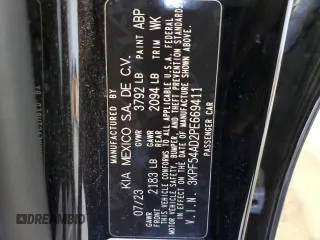 MANUFACTURED BY
KIA MEXICO S.A. DE C.V.
07/23 GVWR 3792 LB PAINT ABP
GAWR FRONT 2183 LB GAWR REAR 2094 LB TRIM WK
THIS VEHICLE CONFORMS TO ALL APPLICABLE U.S.A. FEDERAL
MOTOR VEHICLE SAFETY, BUMPER, AND THEFT PREVENTION STANDARDS
IN EFFECT ON THE DATE OF MANUFACTURE SHOWN ABOVE.
V.I.N. 3KPF54AD2PE669411
PASSENGER CAR